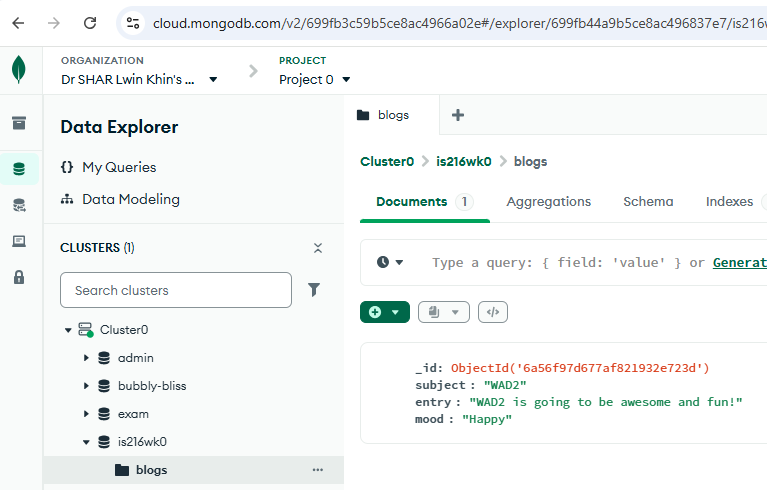 cloud.mongodb.com/v2/699fb3c59b5ce8ac4966a02e#/explorer/699fb44a9b5ce8ac496837e7/is216w
ORGANIZATION
Dr SHAR Lwin Khin's ...
PROJECT
Project 0
Data Explorer
My Queries
Data Modeling
CLUSTERS (1)
Search clusters
Cluster0
admin
bubbly-bliss
exam
is216wk0
blogs
blogs
Cluster0 > is216wk0 > blogs
Documents 1 Aggregations Schema Indexes
Type a query: { field: 'value' } or Generat
_id: ObjectId('6a56f97d677af821932e723d')
subject: "WAD2"
entry: "WAD2 is going to be awesome and fun!"
mood: "Happy"